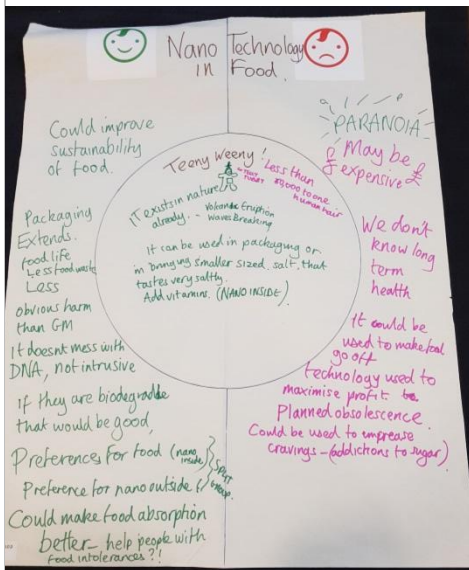 Nano Technology
in Food.
Could improve
sustainability
of food.
Packaging
Extends.
food life
Less food waste
Less
obvious harm
than GM
It doesnt mess with
DNA, not intrusive
if they are biodegradable
that would be good,
Preferences for food (nano inside)
Preference for nano outside
SPLIT
GROUP.
Could make food absorption
better - help people with
food intolerances?!
Teeny Weeny!
Less than
to one
human hair
IT exists in nature
already. - Volcanic Eruption
Waves Breaking
It can be used in packaging or
in bringing smaller sized, salt, that
tastes very salty.
Add vitamins. (NANO INSIDE)
PARANOIA
£ May be £
expensive
We don't
know long
term
health
It could be
used to make food
go off
technology used to
maximise profit
Planned obsolescence.
Could be used to
cravings - (addictions to sugar)